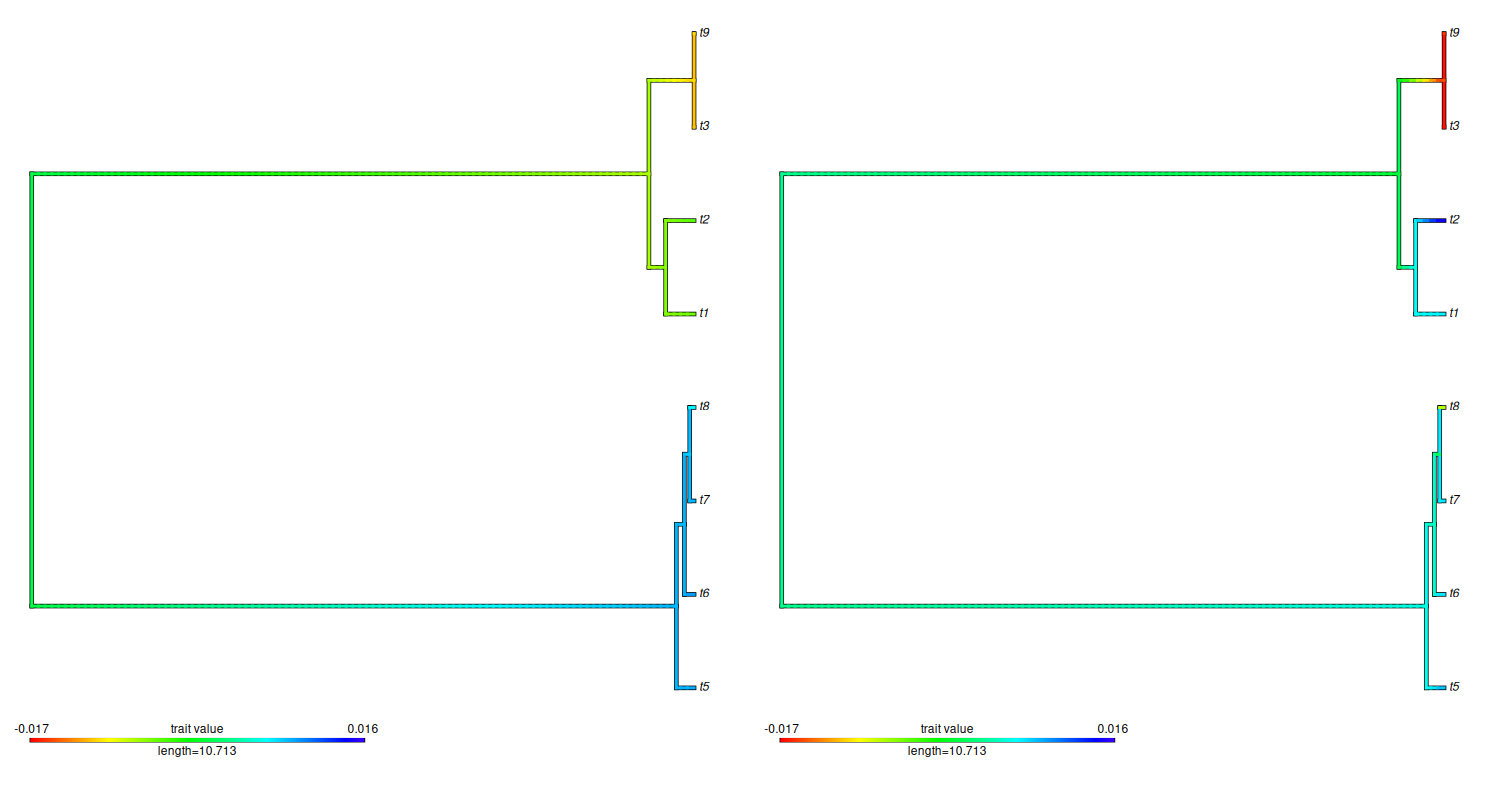 t9
t3
t2
t1
t8
t7
t6
t5
-0.017 trait value 0.016
length=10.713
t9
t3
t2
t1
t8
t7
t6
t5
-0.017 trait value 0.016
length=10.713